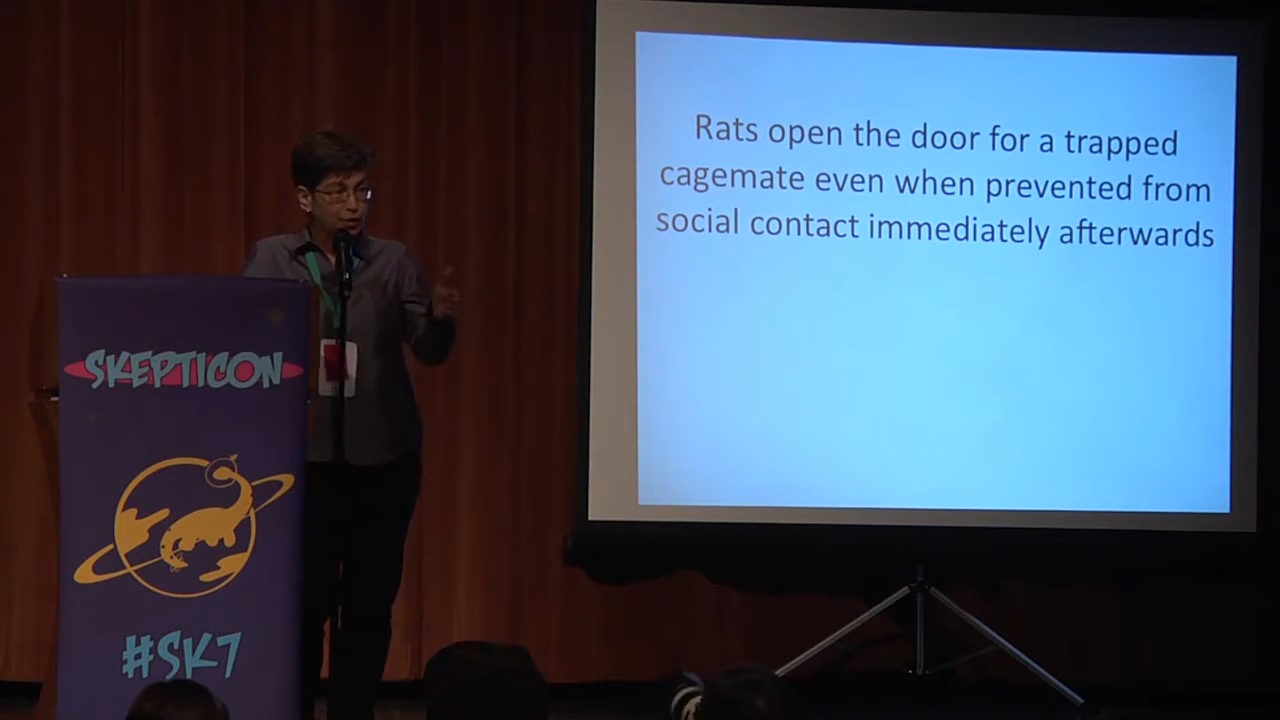 Rats open the door for a trapped
cagemate even when prevented from
social contact immediately afterwards
SKEPTICON
#SK7